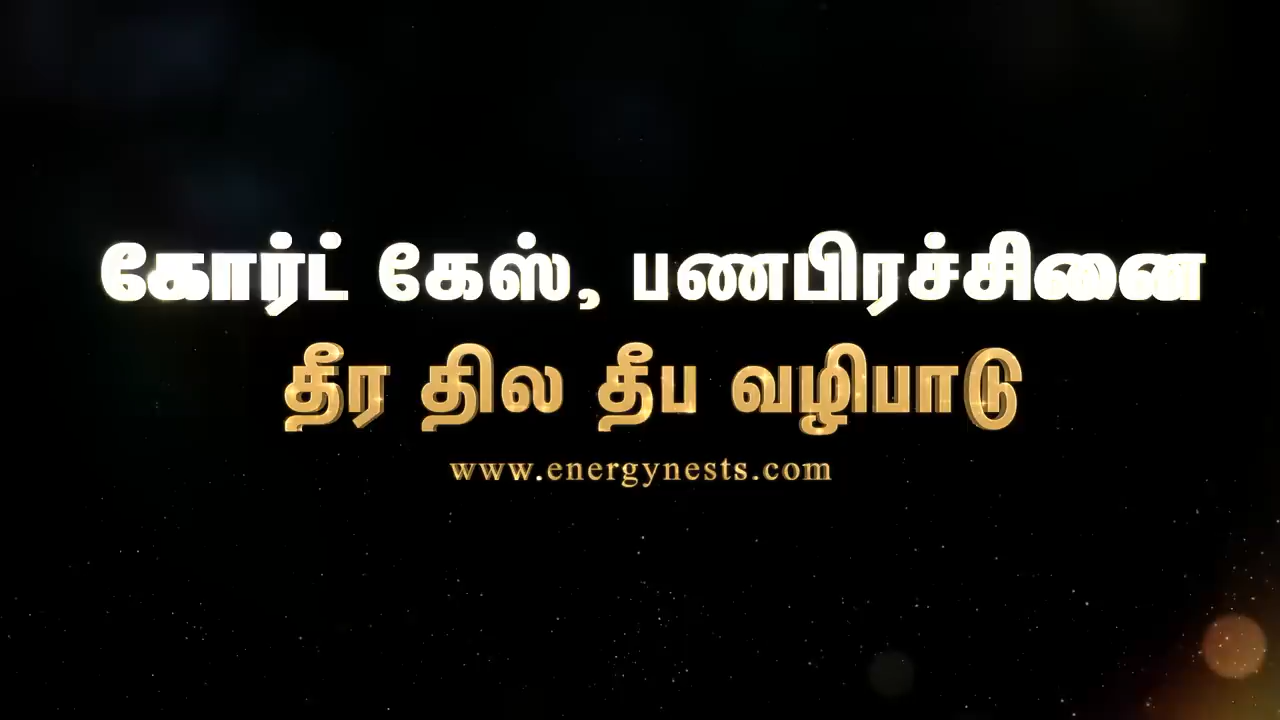 கோர்ட் கேஸ், பணபிரச்சினை
தீர தில தீப வழிபாடு
www.energynests.com